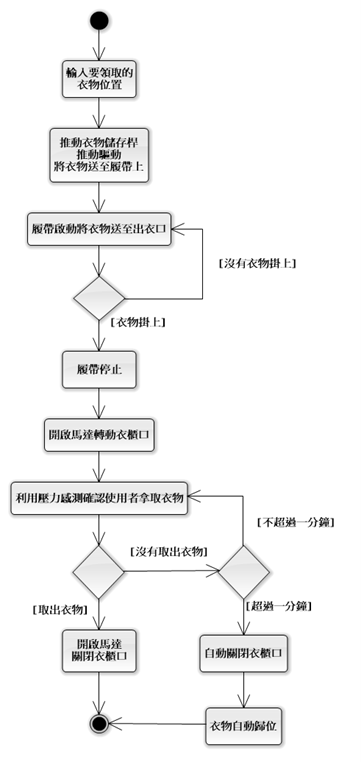 輸入要領取的
衣物位置
推動衣物儲存桿
推動驅動
將衣物送至履帶上
履帶啟動將衣物送至出衣口
[沒有衣物掛上]
[衣物掛上]
履帶停止
開啟馬達轉動衣櫃口
利用壓力感測確認使用者拿取衣物
[不超過一分鐘]
[沒有取出衣物]
[取出衣物]
[超過一分鐘]
開啟馬達
關閉衣櫃口
自動關閉衣櫃口
衣物自動歸位